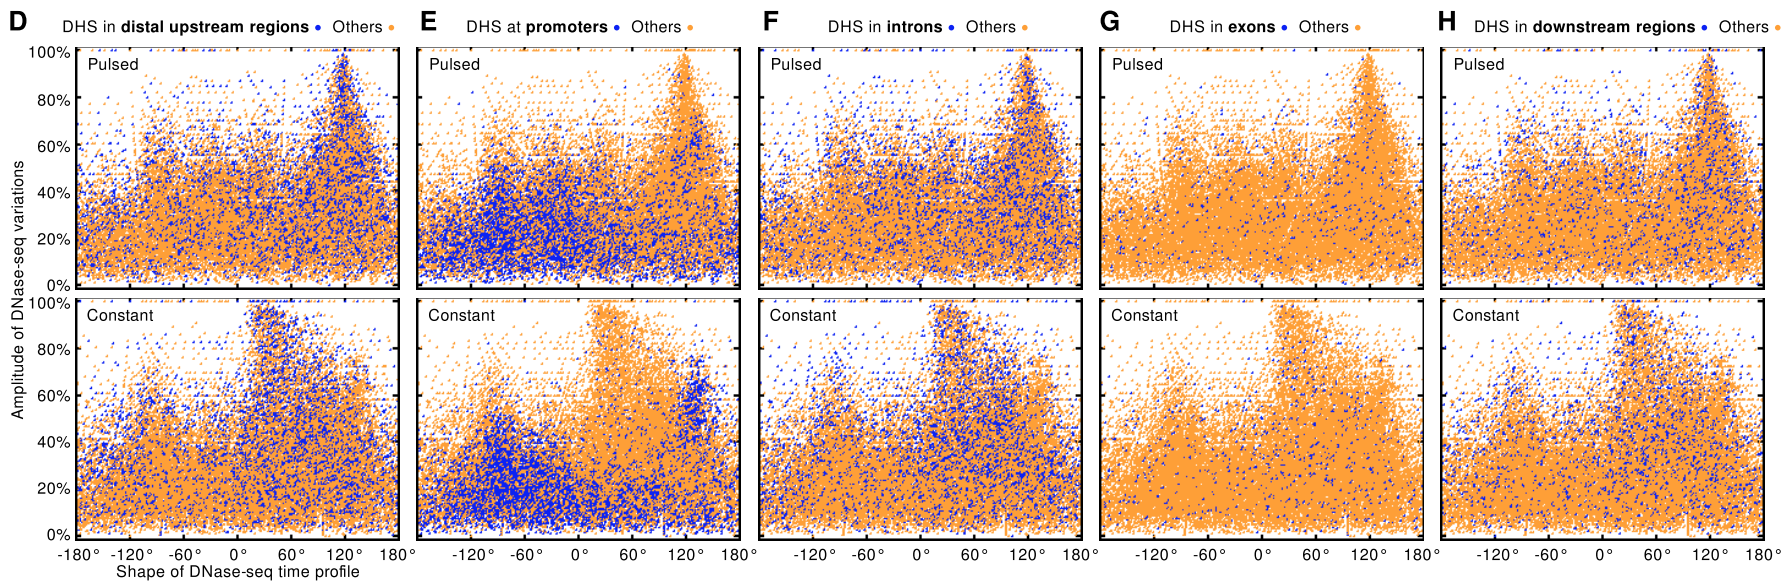 D DHS in distal upstream regions • Others •
E DHS at promoters • Others •
F DHS in introns • Others •
G DHS in exons • Others •
H DHS in downstream regions • Others •
Amplitude of DNase-seq variations
100%
80%
60%
40%
20%
0%
Pulsed
Pulsed
Pulsed
Pulsed
Pulsed
100%
80%
60%
40%
20%
0%
Constant
Constant
Constant
Constant
Constant
-180° -120° -60° 0° 60° 120° 180°
-120° -60° 0° 60° 120° 180°
-120° -60° 0° 60° 120° 180°
-120° -60° 0° 60° 120° 180°
-120° -60° 0° 60° 120° 180°
Shape of DNase-seq time profile